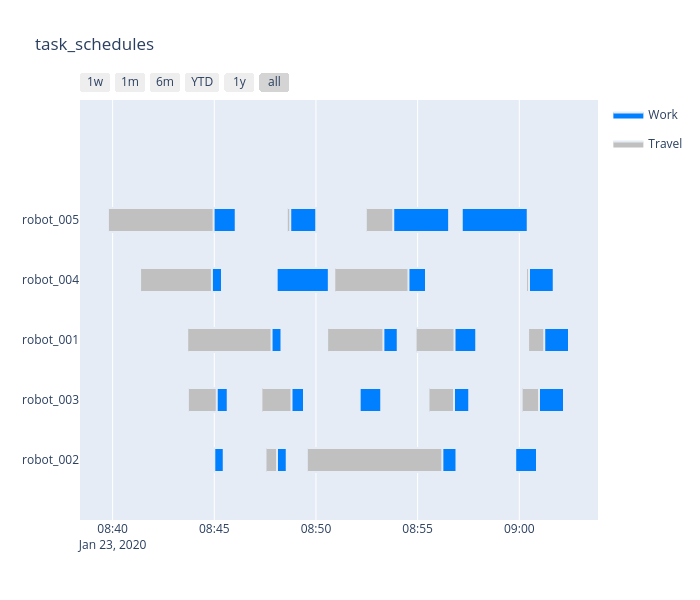 task_schedules
1w 1m 6m YTD 1y all
Work
Travel
robot_005
robot_004
robot_001
robot_003
robot_002
08:40 08:45 08:50 08:55 09:00
Jan 23, 2020